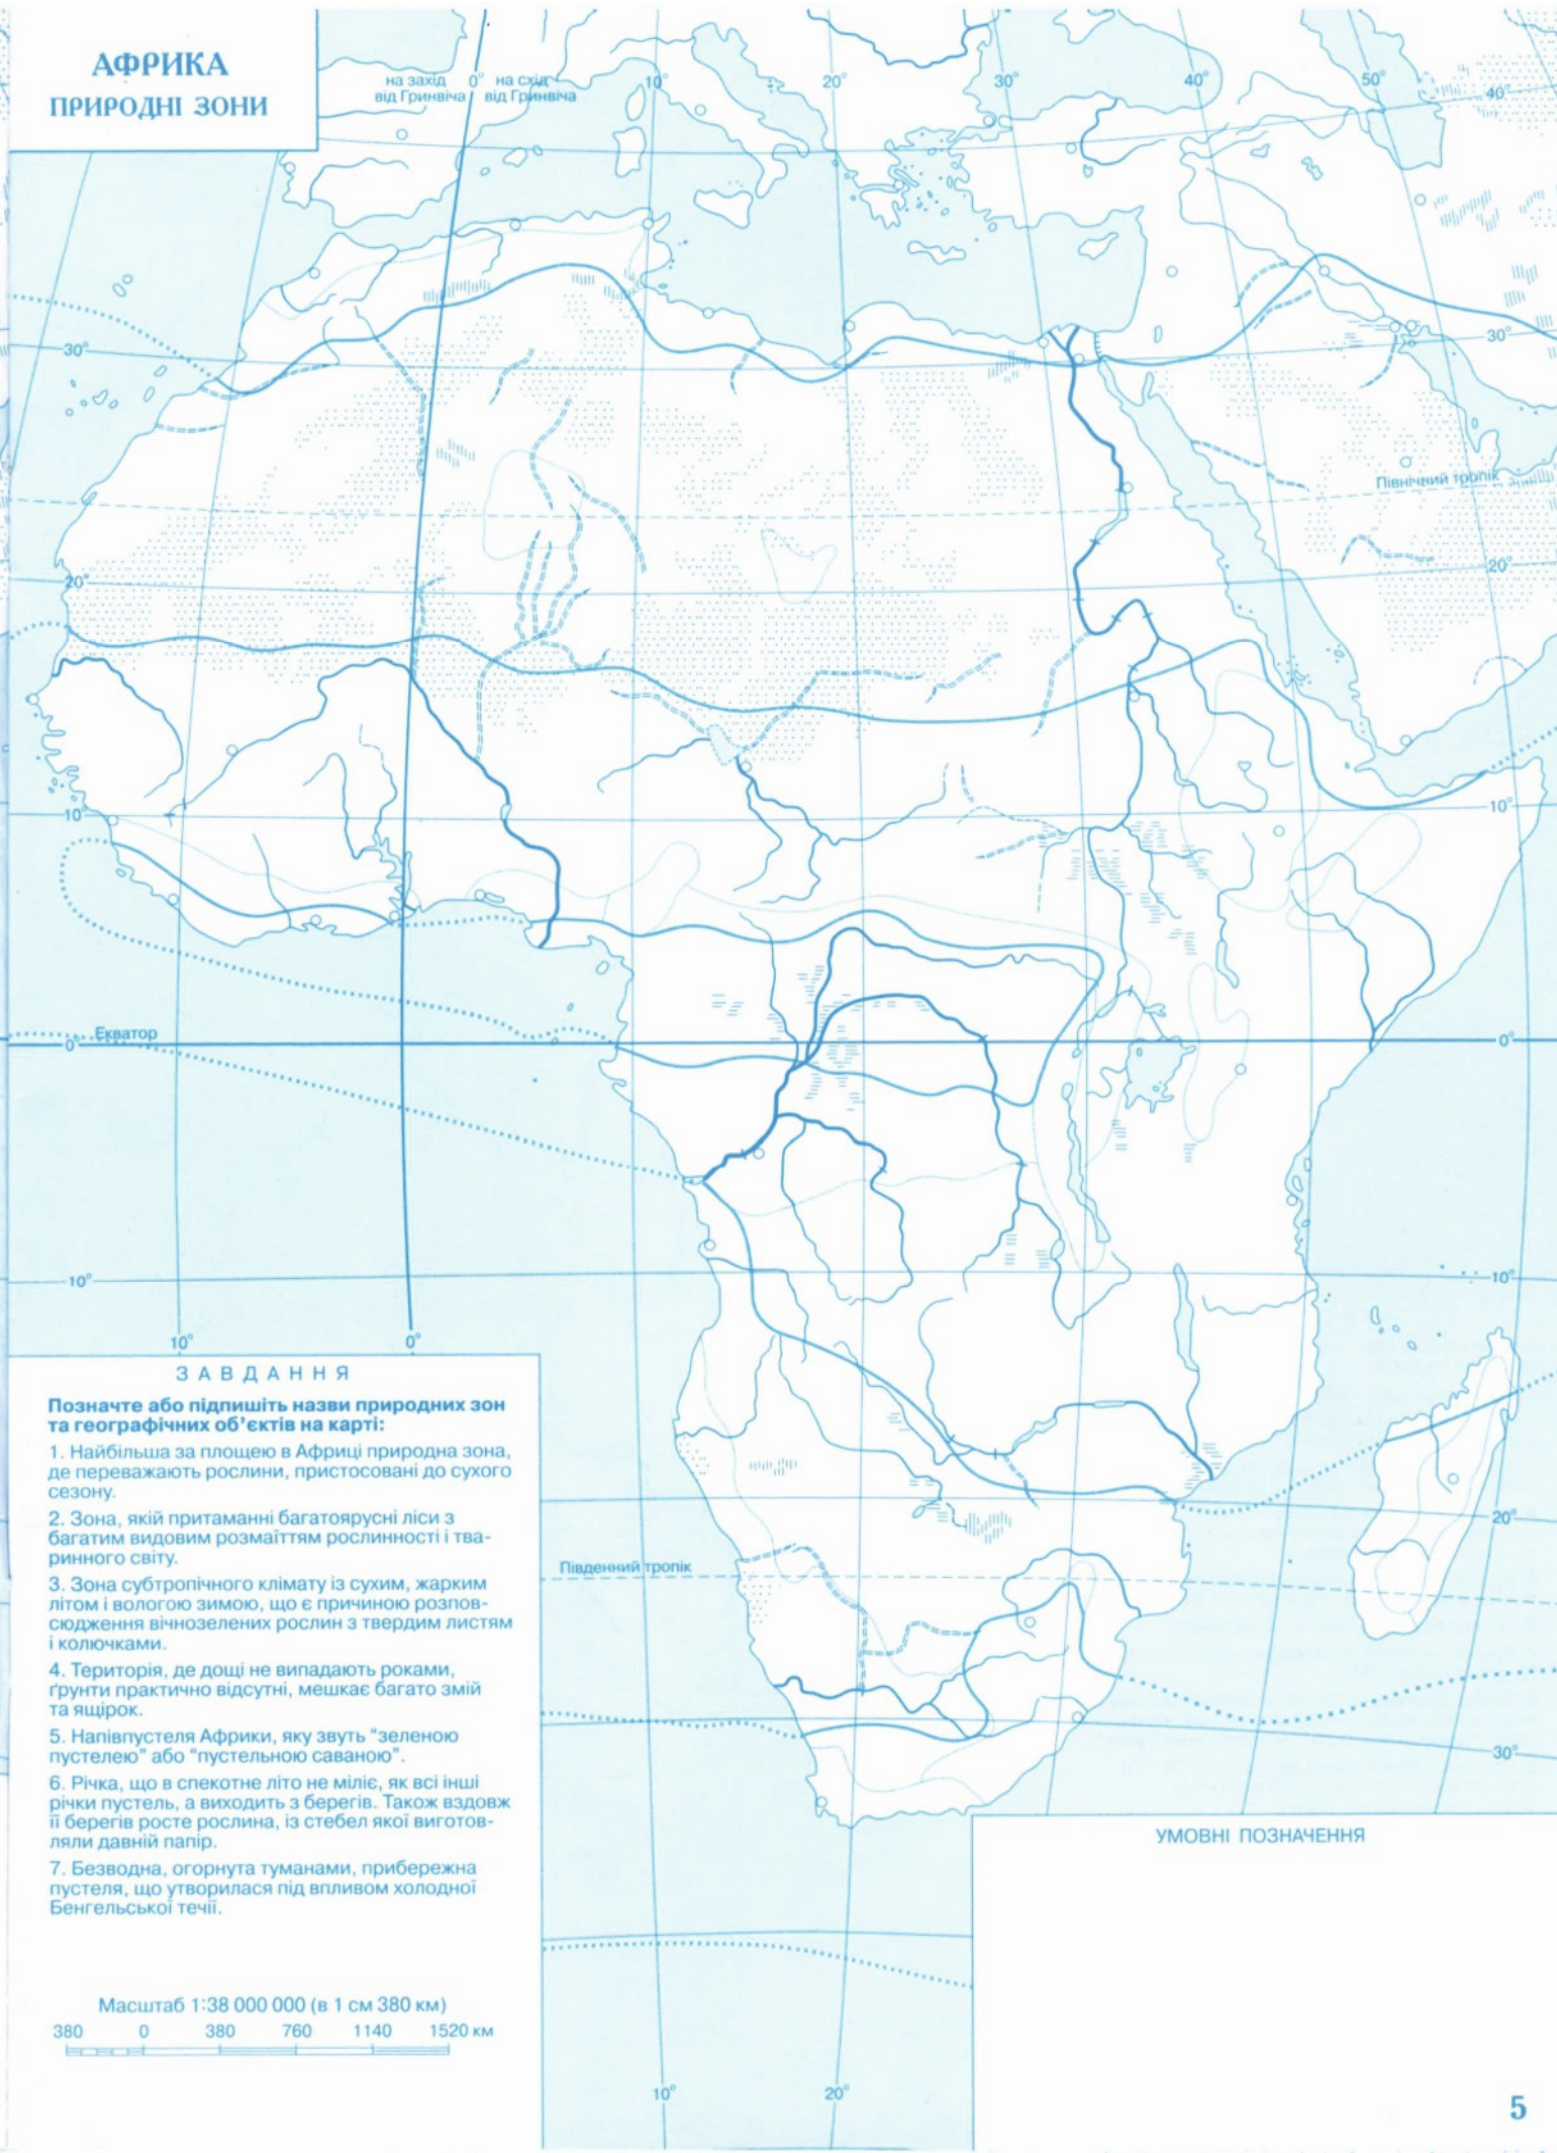 АФРИКА
ПРИРОДНІ ЗОНИ
на захід 0° на схід
від Гринвіча від Гринвіча
10°
20°
30°
40°
50°
40°
30°
30°
Північний тропік
20°
20°
10°
10°
Екватор
0°
0°
10°
10°
10°
0°
20°
Південний тропік
30°
ЗАВДАННЯ
Позначте або підпишіть назви природних зон
та географічних об’єктів на карті:
1. Найбільша за площею в Африці природна зона,
де переважають рослини, пристосовані до сухого
сезону.
2. Зона, якій притаманні багатоярусні ліси з
багатим видовим розмаїттям рослинності і тва-
ринного світу.
3. Зона субтропічного клімату із сухим, жарким
літом і вологою зимою, що є причиною розпов-
сюдження вічнозелених рослин з твердим листям
і колючками.
4. Територія, де дощі не випадають роками,
ґрунти практично відсутні, мешкає багато змій
та ящірок.
5. Напівпустеля Африки, яку звуть “зеленою
пустелею” або “пустельною саваною”.
6. Річка, що в спекотне літо не міліє, як всі інші
річки пустель, а виходить з берегів. Також вздовж
її берегів росте рослина, із стебел якої виготов-
ляли давній папір.
7. Безводна, огорнута туманами, прибережна
пустеля, що утворилася під впливом холодної
Бенгельської течії.
Масштаб 1:38 000 000 (в 1 см 380 км)
380 0 380 760 1140 1520 км
УМОВНІ ПОЗНАЧЕННЯ
10°
20°
5